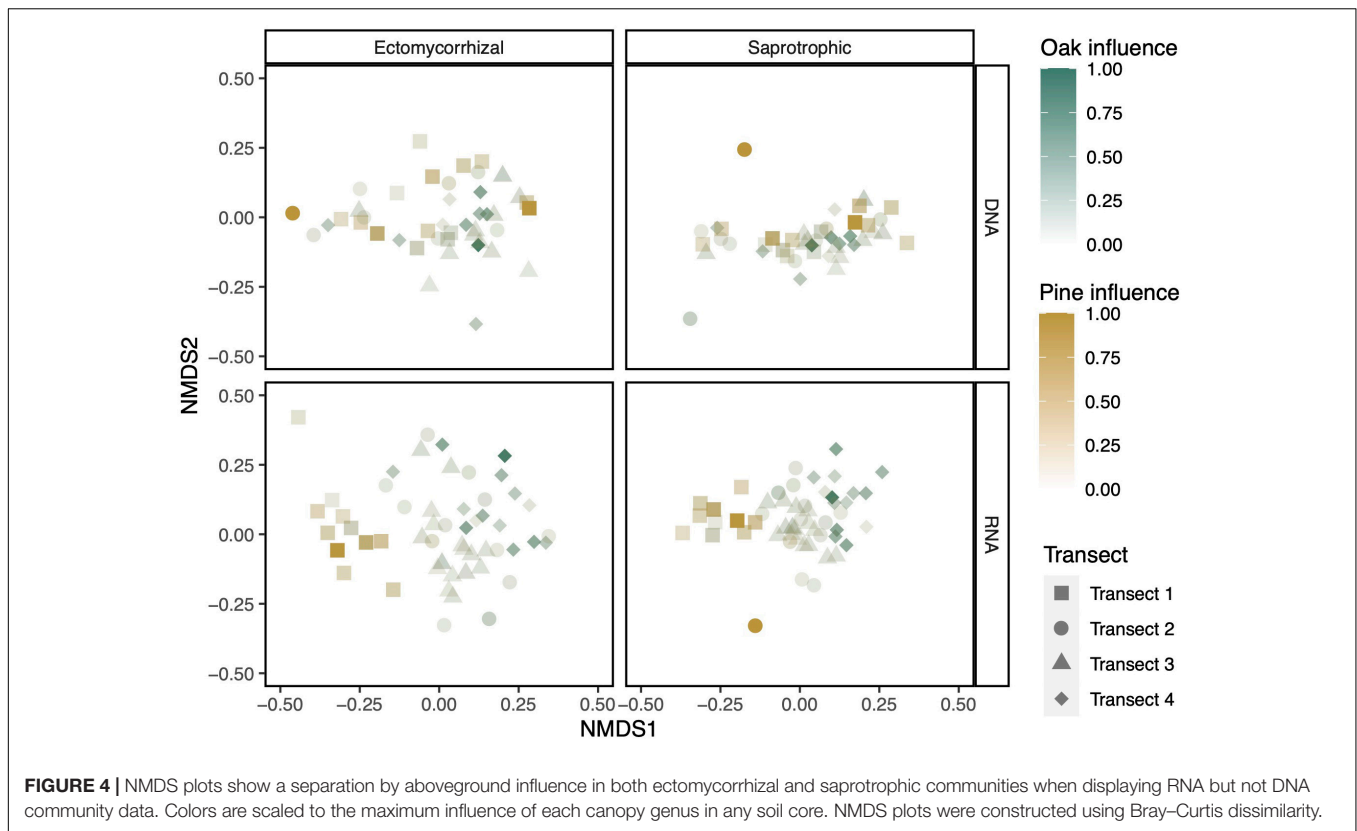 Ectomycorrhizal
Saprotrophic
0.50
0.25
0.00
−0.25
−0.50
DNA
0.50
0.25
0.00
−0.25
−0.50
RNA
NMDS2
−0.50
−0.25
0.00
0.25
0.50
−0.50
−0.25
0.00
0.25
0.50
NMDS1
Oak influence
1.00
0.75
0.50
0.25
0.00
Pine influence
1.00
0.75
0.50
0.25
0.00
Transect
Transect 1
Transect 2
Transect 3
Transect 4
FIGURE 4 | NMDS plots show a separation by aboveground influence in both ectomycorrhizal and saprotrophic communities when displaying RNA but not DNA
community data. Colors are scaled to the maximum influence of each canopy genus in any soil core. NMDS plots were constructed using Bray–Curtis dissimilarity.